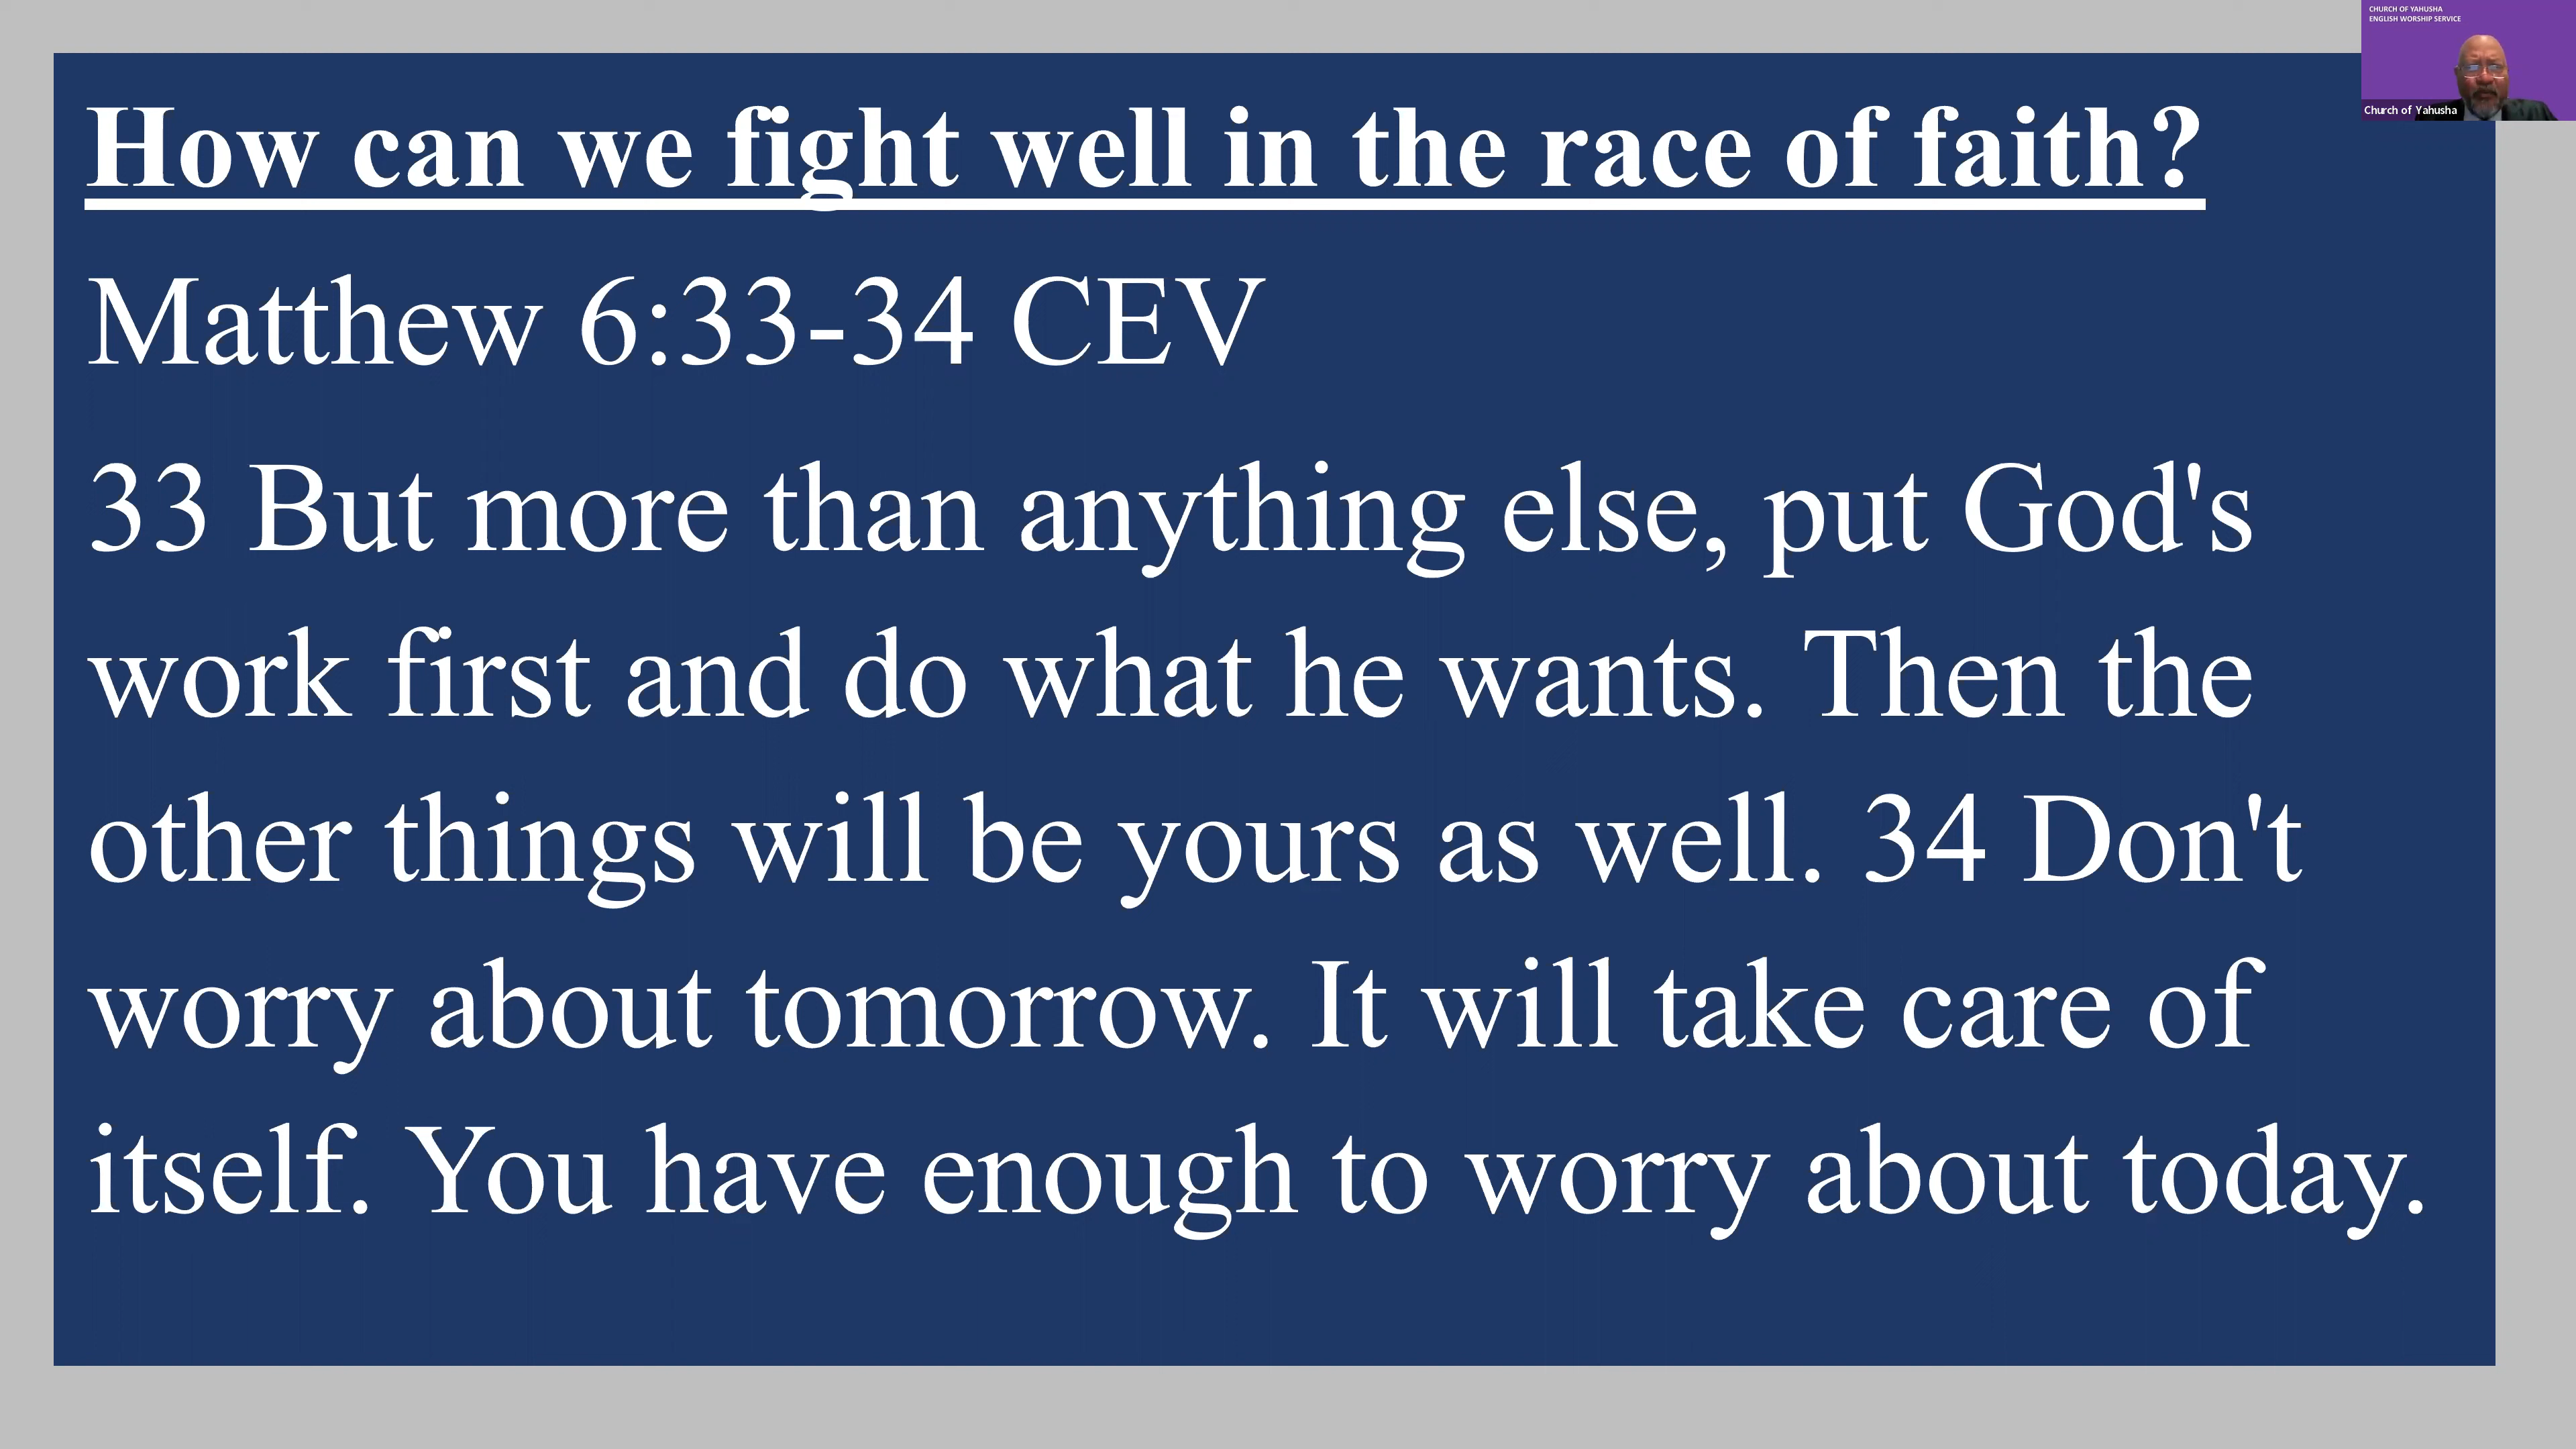 CHURCH OF YAHUSHA
ENGLISH WORSHIP SERVICE
Church of Yahusha
How can we fight well in the race of faith?
Matthew 6:33-34 CEV
33 But more than anything else, put God's
work first and do what he wants. Then the
other things will be yours as well. 34 Don't
worry about tomorrow. It will take care of
itself. You have enough to worry about today.